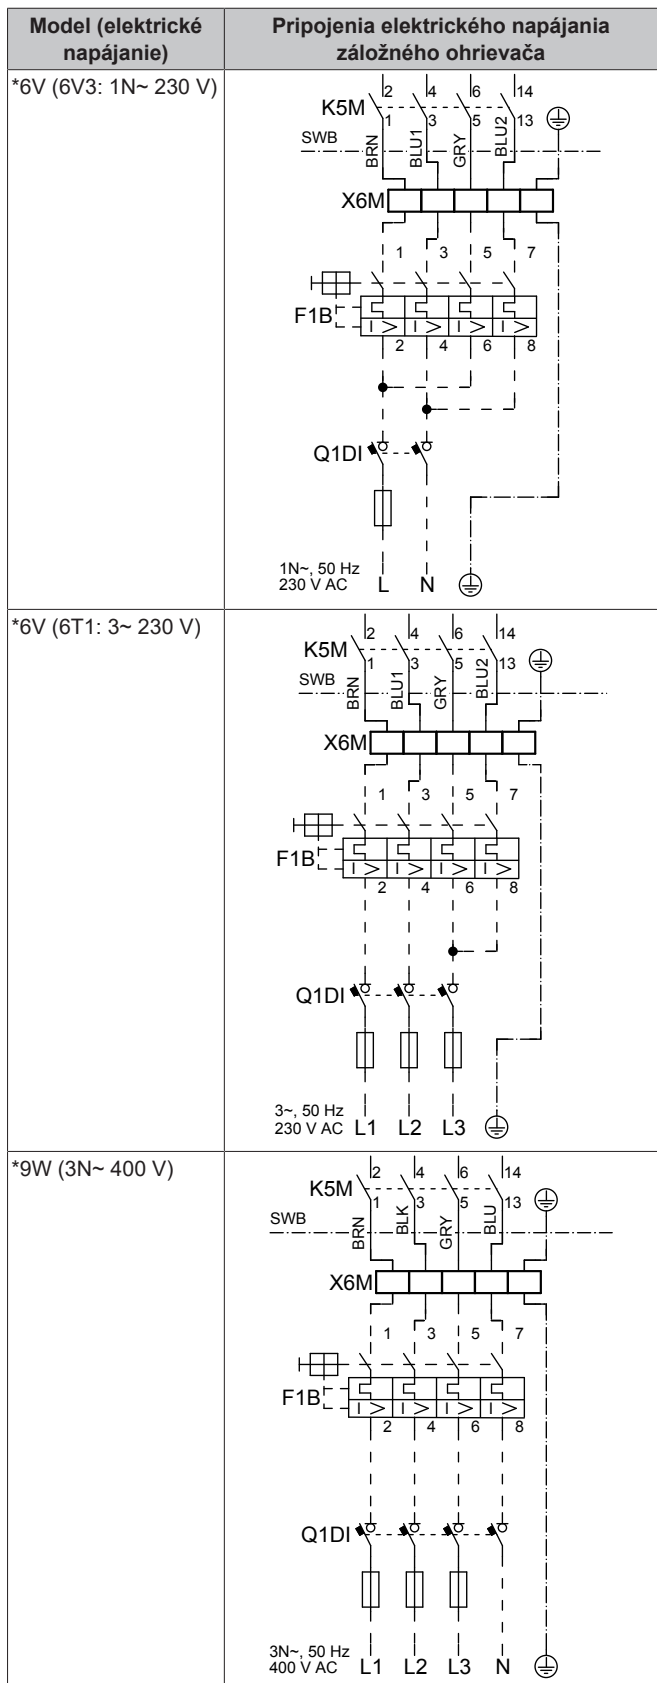 Model (elektrické napájanie)
Pripojenia elektrického napájania záložného ohrievača
*6V (6V3: 1N~ 230 V)
2 4 6 14
K5M
1 3 5 13
SWB
BRN BLU1 GRY BLU2
X6M
1 3 5 7
F1B
I > I > I > I >
2 4 6 8
Q1DI
1N~, 50 Hz
230 V AC
L N
*6V (6T1: 3~ 230 V)
2 4 6 14
K5M
1 3 5 13
SWB
BRN BLU1 GRY BLU2
X6M
1 3 5 7
F1B
I > I > I > I >
2 4 6 8
Q1DI
3~, 50 Hz
230 V AC
L1 L2 L3
*9W (3N~ 400 V)
2 4 6 14
K5M
1 3 5 13
SWB
BRN BLK GRY BLU
X6M
1 3 5 7
F1B
I > I > I > I >
2 4 6 8
Q1DI
3N~, 50 Hz
400 V AC
L1 L2 L3 N